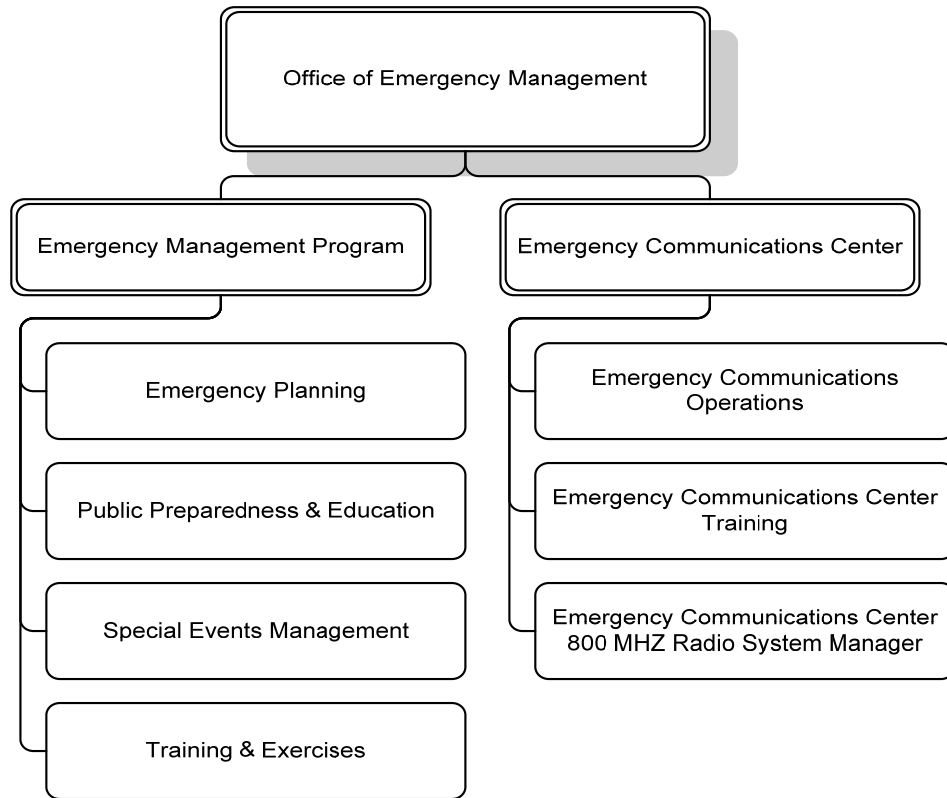 Office of Emergency Management
Emergency Management Program
Emergency Planning
Public Preparedness & Education
Special Events Management
Training & Exercises
Emergency Communications Center
Emergency Communications
Operations
Emergency Communications Center
Training
Emergency Communications Center
800 MHZ Radio System Manager